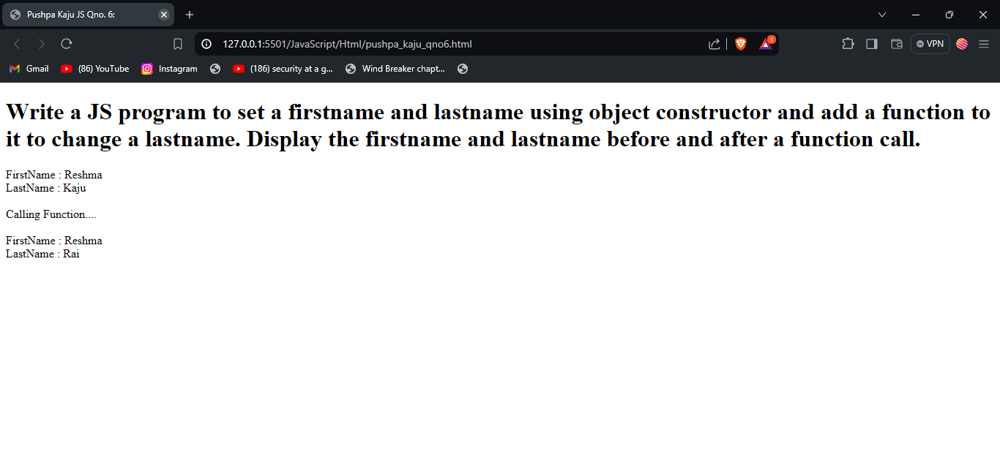 Pushpa Kaju JS Qno. 6:
127.0.0.1:5501/JavaScript/Html/pushpa_kaju_qno6.html
1
VPN
Gmail
(86) YouTube
Instagram
(186) security at a g...
Wind Breaker chapt...
Write a JS program to set a firstname and lastname using object constructor and add a function to
it to change a lastname. Display the firstname and lastname before and after a function call.
FirstName : Reshma
LastName : Kaju
Calling Function....
FirstName : Reshma
LastName : Rai